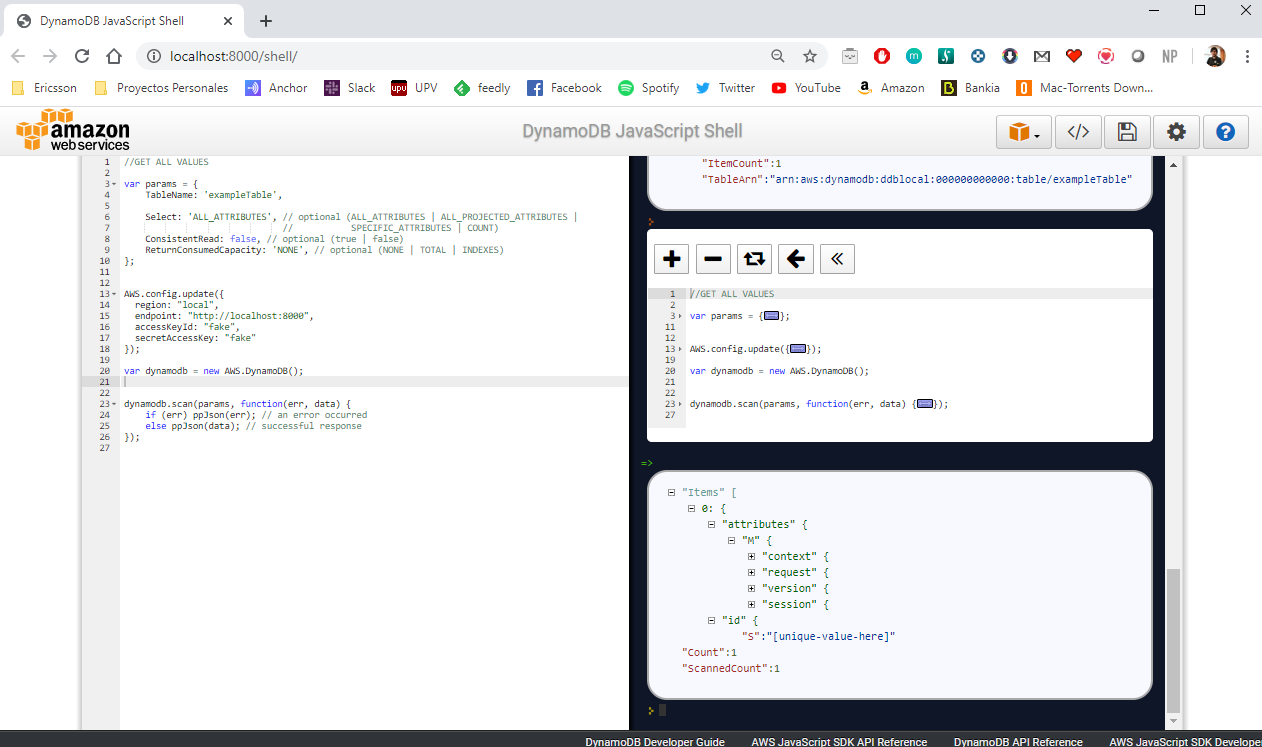 DynamoDB JavaScript Shell
localhost:8000/shell/
NP
Ericsson
Proyectos Personales
Anchor
Slack
UPV
feedly
Facebook
Spotify
Twitter
YouTube
Amazon
Bankia
Mac-Torrents Down...
amazon
web services
DynamoDB JavaScript Shell
</>
1 //GET ALL VALUES
2
3 var params = {
4 TableName: 'exampleTable',
5
6 Select: 'ALL_ATTRIBUTES', // optional (ALL_ATTRIBUTES | ALL_PROJECTED_ATTRIBUTES |
7 // SPECIFIC_ATTRIBUTES | COUNT)
8 ConsistentRead: false, // optional (true | false)
9 ReturnConsumedCapacity: 'NONE', // optional (NONE | TOTAL | INDEXES)
10 };
11
12
13 AWS.config.update({
14 region: "local",
15 endpoint: "http://localhost:8000",
16 accessKeyId: "fake",
17 secretAccessKey: "fake"
18 });
19
20 var dynamodb = new AWS.DynamoDB();
21
22
23 dynamodb.scan(params, function(err, data) {
24 if (err) ppJson(err); // an error occurred
25 else ppJson(data); // successful response
26 });
27
"ItemCount":1
"TableArn":"arn:aws:dynamodb:ddblocal:000000000000:table/exampleTable"
>
1 //GET ALL VALUES
2
3 var params = {};
11
12
13 AWS.config.update({});
19
20 var dynamodb = new AWS.DynamoDB();
21
22
23 dynamodb.scan(params, function(err, data) {});
27
=>
"Items" [
0: {
"attributes" {
"M" {
"context" {
"request" {
"version" {
"session" {
"id" {
"S":"[unique-value-here]"
"Count":1
"ScannedCount":1
>
DynamoDB Developer Guide
AWS JavaScript SDK API Reference
DynamoDB API Reference
AWS JavaScript SDK Develope